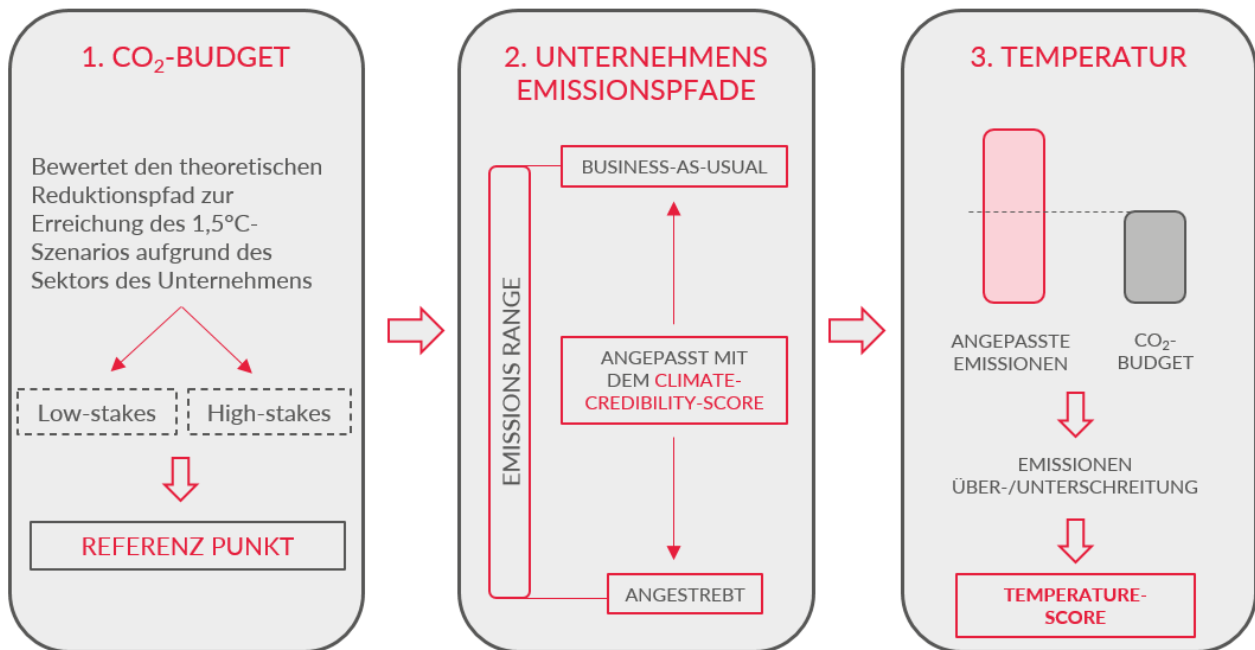 1. CO₂-BUDGET
Bewertet den theoretischen
Reduktionspfad zur
Erreichung des 1,5°C-
Szenarios aufgrund des
Sektors des Unternehmens
Low-stakes
High-stakes
REFERENZ PUNKT
2. UNTERNEHMENS
EMISSIONSPFADE
EMISSIONS RANGE
BUSINESS-AS-USUAL
ANGEPASST MIT
DEM CLIMATE-
CREDIBILITY-SCORE
ANGESTREBT
3. TEMPERATUR
ANGEPASSTE
EMISSIONEN
CO₂-
BUDGET
EMISSIONEN
ÜBER-/UNTERSCHREITUNG
TEMPERATURE-
SCORE